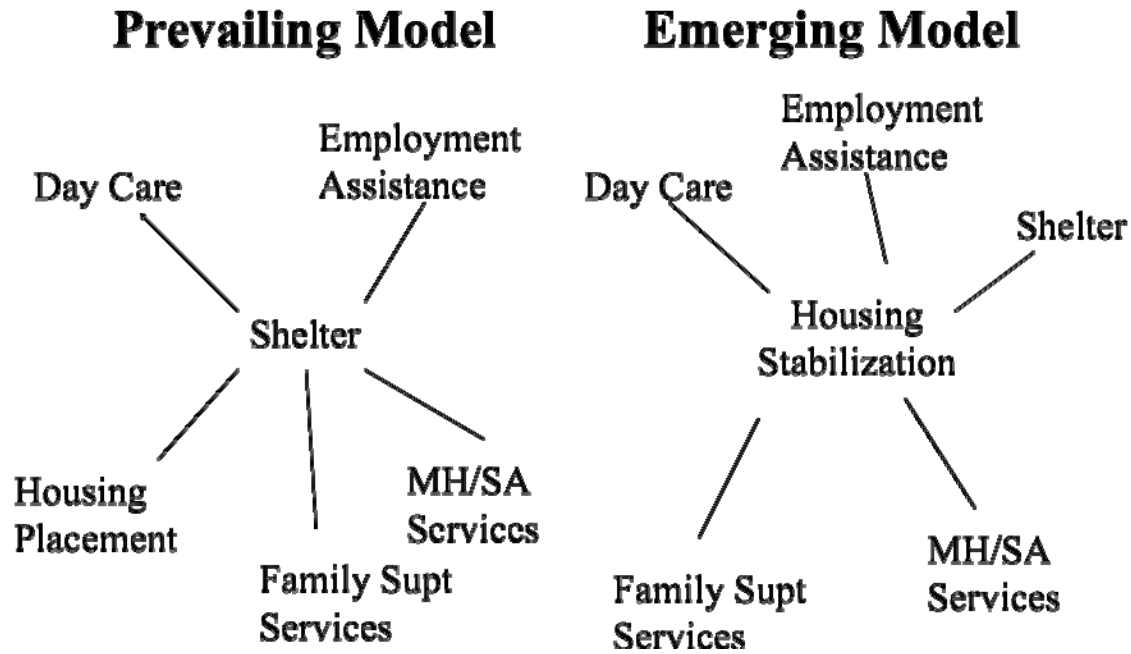 Prevailing Model
Day Care
Employment
Assistance
Shelter
Housing
Placement
MH/SA
Services
Family Supt
Services
Emerging Model
Employment
Assistance
Day Care
Shelter
Housing
Stabilization
MH/SA
Services
Family Supt
Services